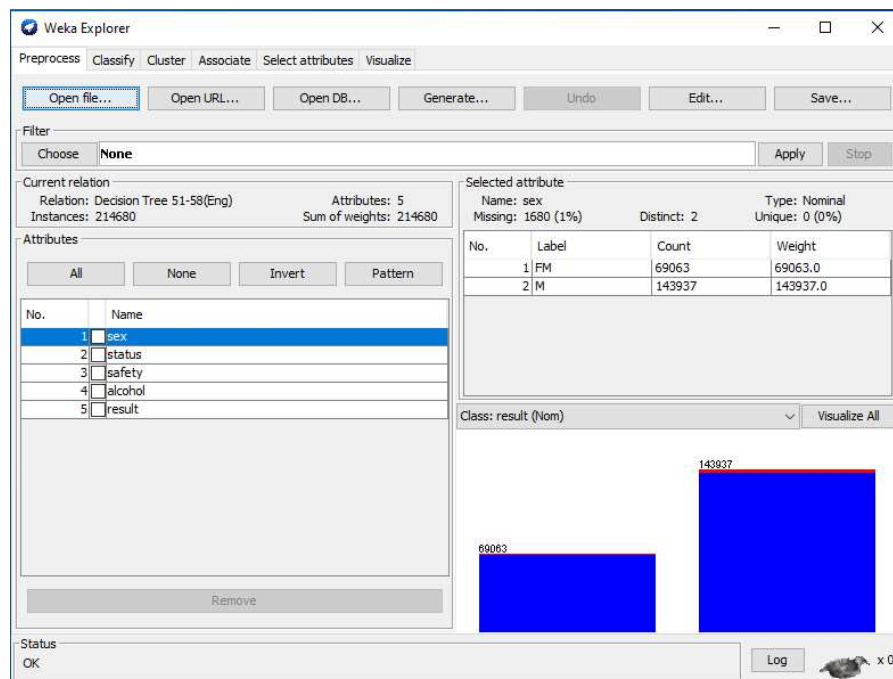 Weka Explorer
Preprocess Classify Cluster Associate Select attributes Visualize
Open file... Open URL... Open DB... Generate... Undo Edit... Save...
Filter
Choose None Apply Stop
Current relation
Relation: Decision Tree 51-58(Eng) Attributes: 5
Instances: 214680 Sum of weights: 214680
Attributes
All None Invert Pattern
No. Name
1 sex
2 status
3 safety
4 alcohol
5 result
Remove
Selected attribute
Name: sex Type: Nominal
Missing: 1680 (1%) Distinct: 2 Unique: 0 (0%)
No. Label Count Weight
1 FM 69063 69063.0
2 M 143937 143937.0
Class: result (Nom) Visualize All
143937
69063
Status
OK
Log x 0